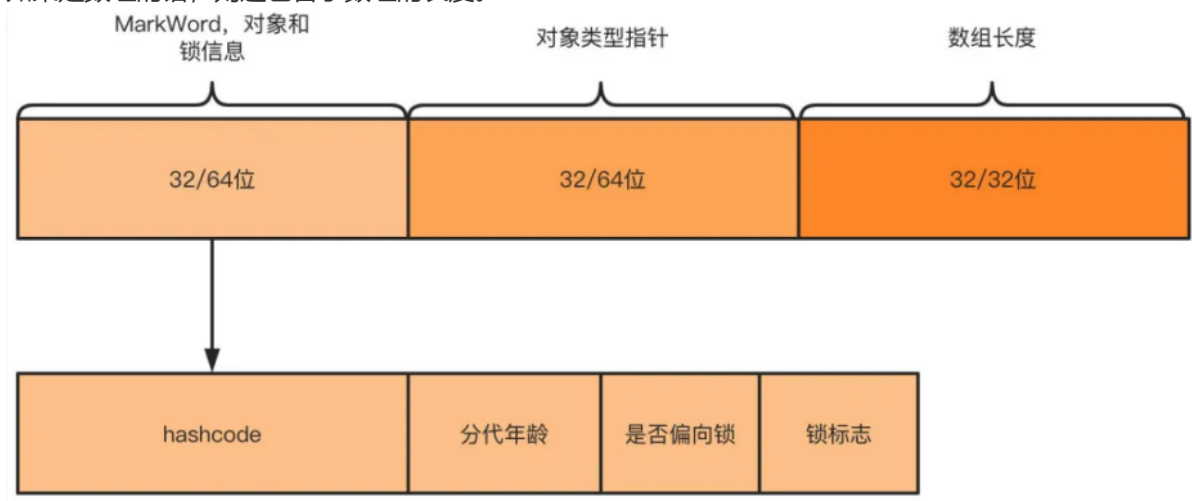 MarkWord，对象和
锁信息
对象类型指针
数组长度
32/64位
32/64位
32/32位
hashcode
分代年龄
是否偏向锁
锁标志